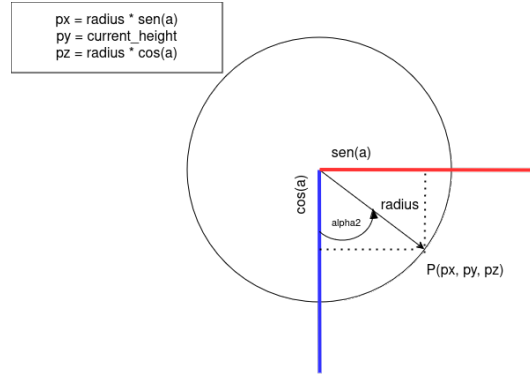 px = radius * sen(a)
py = current_height
pz = radius * cos(a)
sen(a)
cos(a)
radius
alpha2
P(px, py, pz)